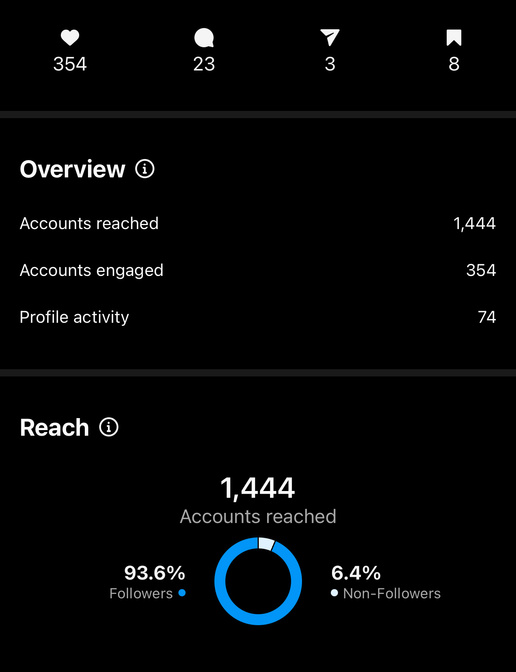 354 23 3 8
Overview
Accounts reached 1,444
Accounts engaged 354
Profile activity 74
Reach
1,444
Accounts reached
93.6% 6.4%
Followers Non-Followers